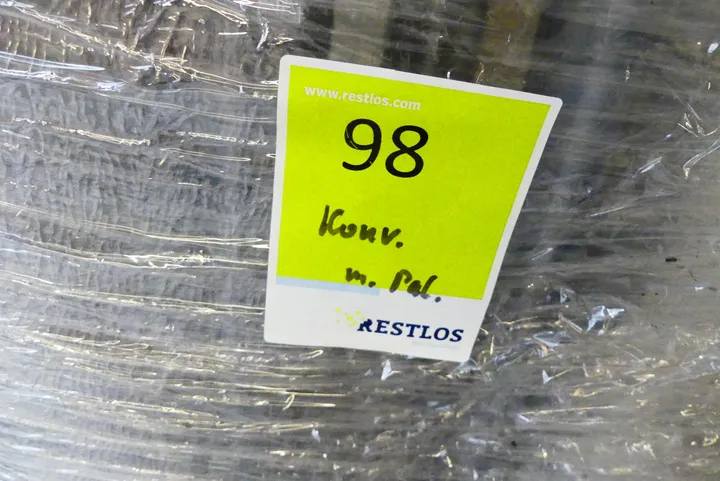 www.restlos.com
98
Konv.
m. Pal.
RESTLOS